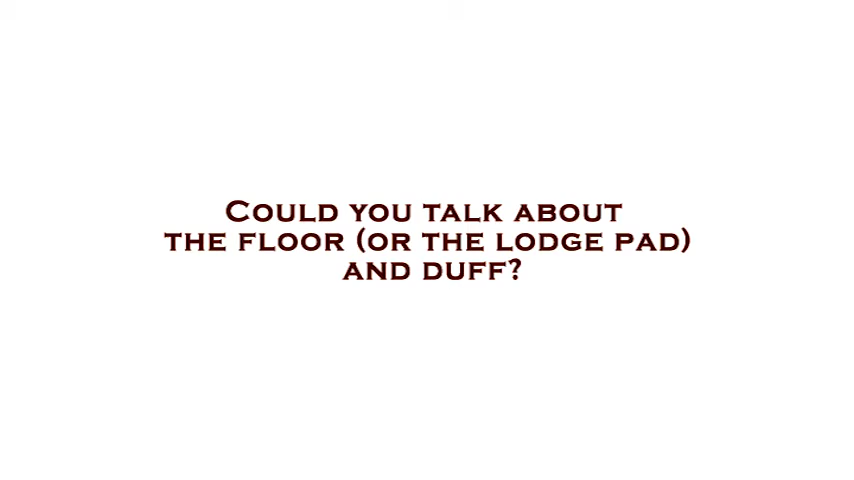 Could you talk about
the floor (or the lodge pad)
and duff?